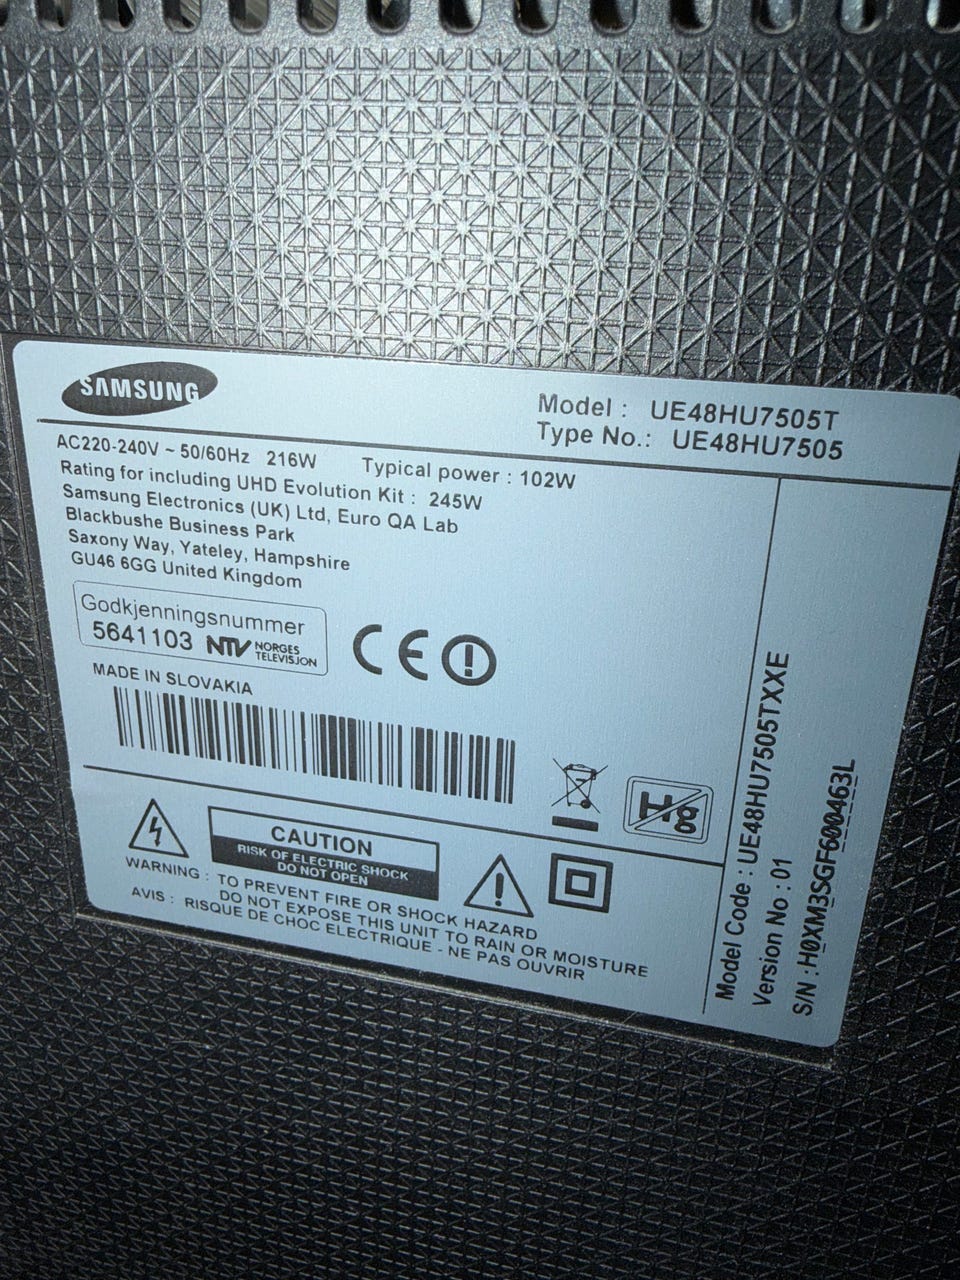 SAMSUNG
Model : UE48HU7505T
Type No.: UE48HU7505
AC220-240V ~ 50/60Hz 216W Typical power : 102W
Rating for including UHD Evolution Kit : 245W
Samsung Electronics (UK) Ltd, Euro QA Lab
Blackbushe Business Park
Saxony Way, Yateley, Hampshire
GU46 6GG United Kingdom
Godkjenningsnummer
5641103 NTV NORGES
TELEVISJON
CE
MADE IN SLOVAKIA
Hg
CAUTION
RISK OF ELECTRIC SHOCK
DO NOT OPEN
WARNING : TO PREVENT FIRE OR SHOCK HAZARD
DO NOT EXPOSE THIS UNIT TO RAIN OR MOISTURE
AVIS : RISQUE DE CHOC ELECTRIQUE - NE PAS OUVRIR
Model Code : UE48HU7505TXXE
Version No : 01
S/N : H0XM3SGF600463L